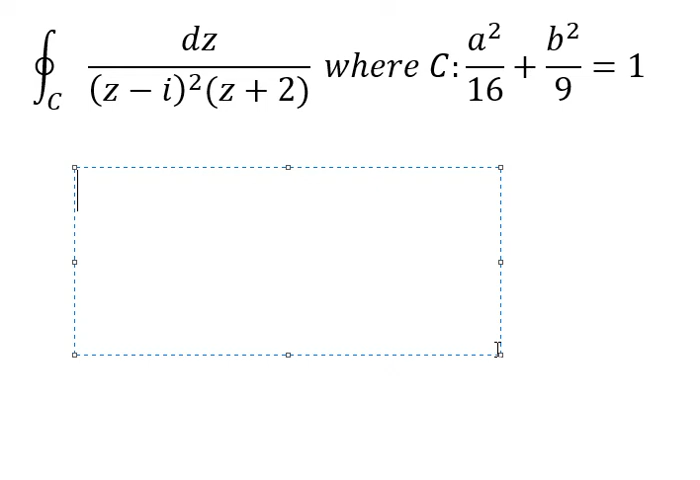 ∮_C dz/((z − i)²(z + 2)) where C: a²/16 + b²/9 = 1